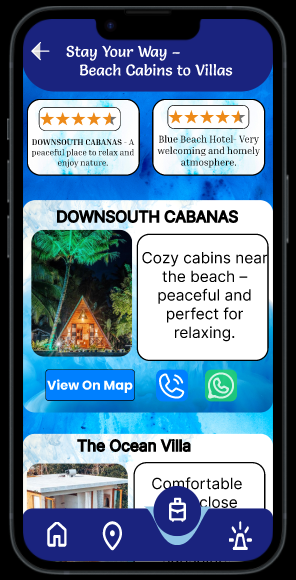 Stay Your Way –
Beach Cabins to Villas
DOWNSOUTH CABANAS - A
peaceful place to relax and
enjoy nature.
Blue Beach Hotel- Very
welcoming and homely
atmosphere.
DOWNSOUTH CABANAS
Cozy cabins near
the beach –
peaceful and
perfect for
relaxing.
View On Map
The Ocean Villa
Comfortable
close